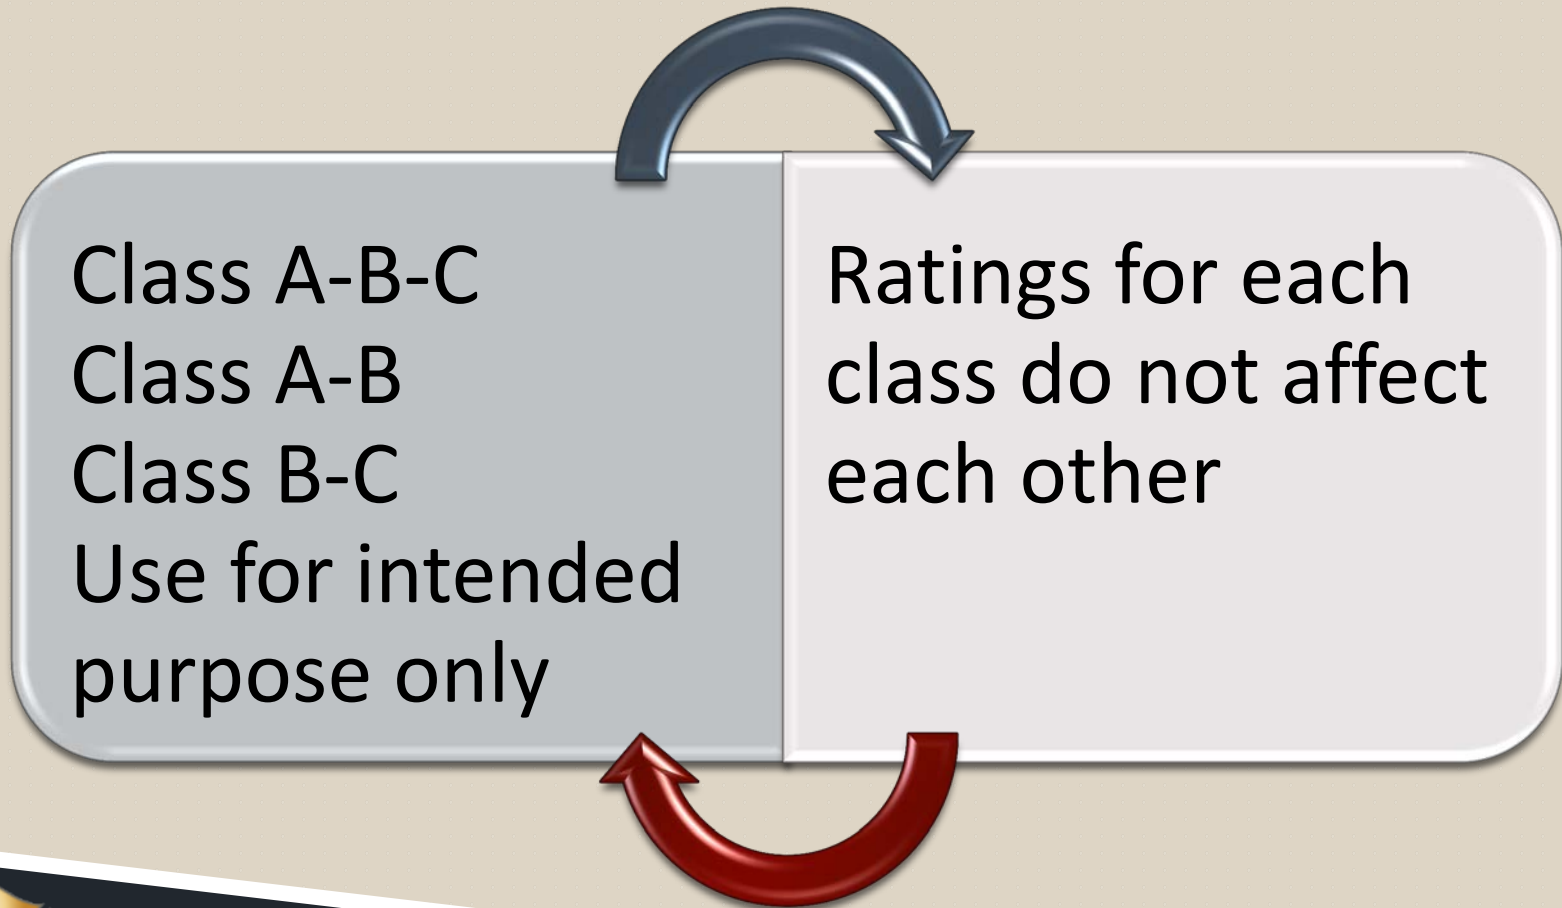 Class A-B-C
Class A-B
Class B-C
Use for intended
purpose only
Ratings for each
class do not affect
each other